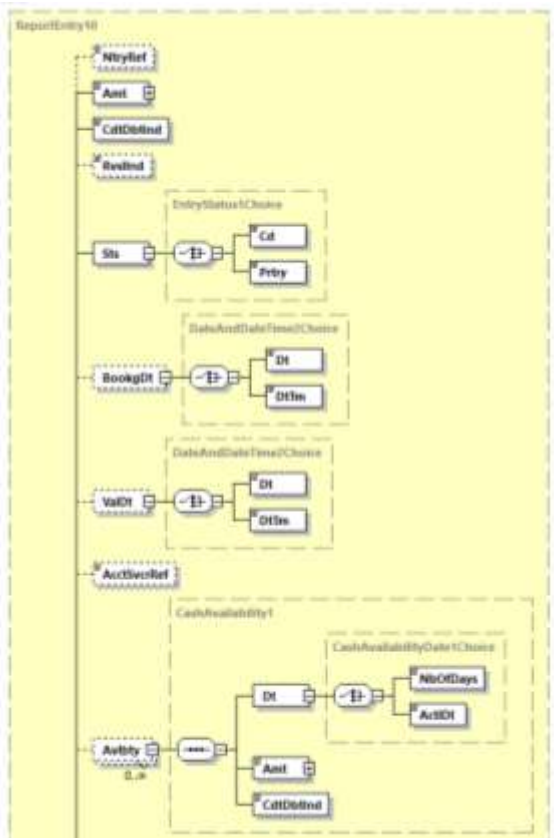 ReportEntry10
NtryRef
Amt
CdtDbtInd
RvslInd
EntryStatus1Choice
Cd
Sts
Prtry
DateAndDateTime2Choice
Dt
BookgDt
DtTm
DateAndDateTime2Choice
Dt
ValDt
DtTm
AcctSvcrRef
CashAvailability1
CashAvailabilityDate1Choice
NbOfDays
Dt
ActlDt
Avlbty
0..∞
Amt
CdtDbtInd